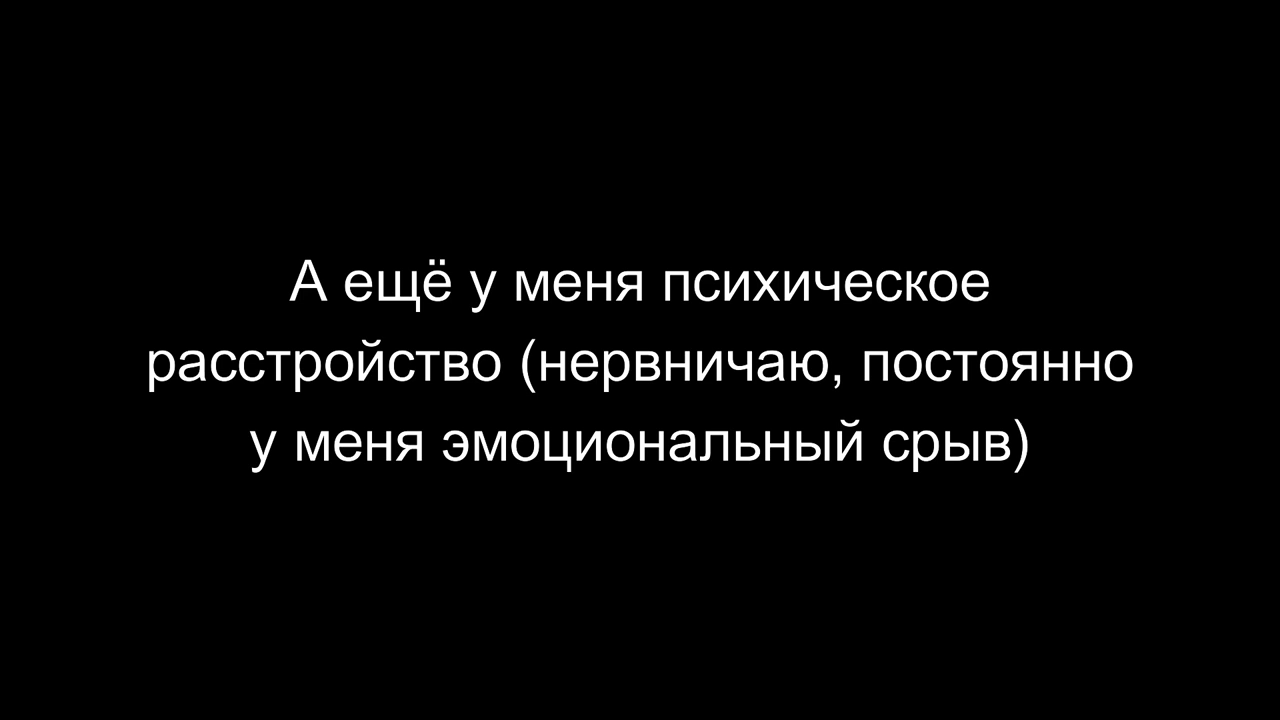 А ещё у меня психическое
расстройство (нервничаю, постоянно
у меня эмоциональный срыв)